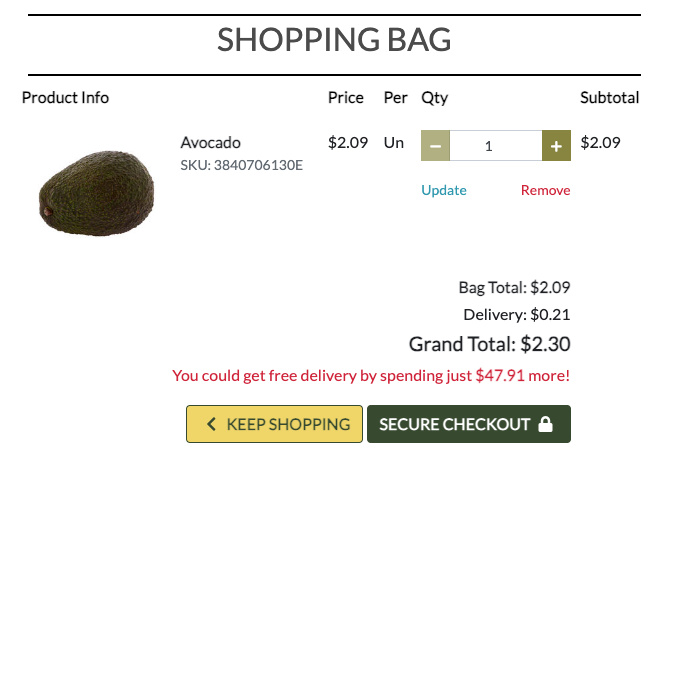 SHOPPING BAG
Product Info Price Per Qty Subtotal
Avocado $2.09 Un − 1 + $2.09
SKU: 3840706130E
Update Remove
Bag Total: $2.09
Delivery: $0.21
Grand Total: $2.30
You could get free delivery by spending just $47.91 more!
KEEP SHOPPING SECURE CHECKOUT